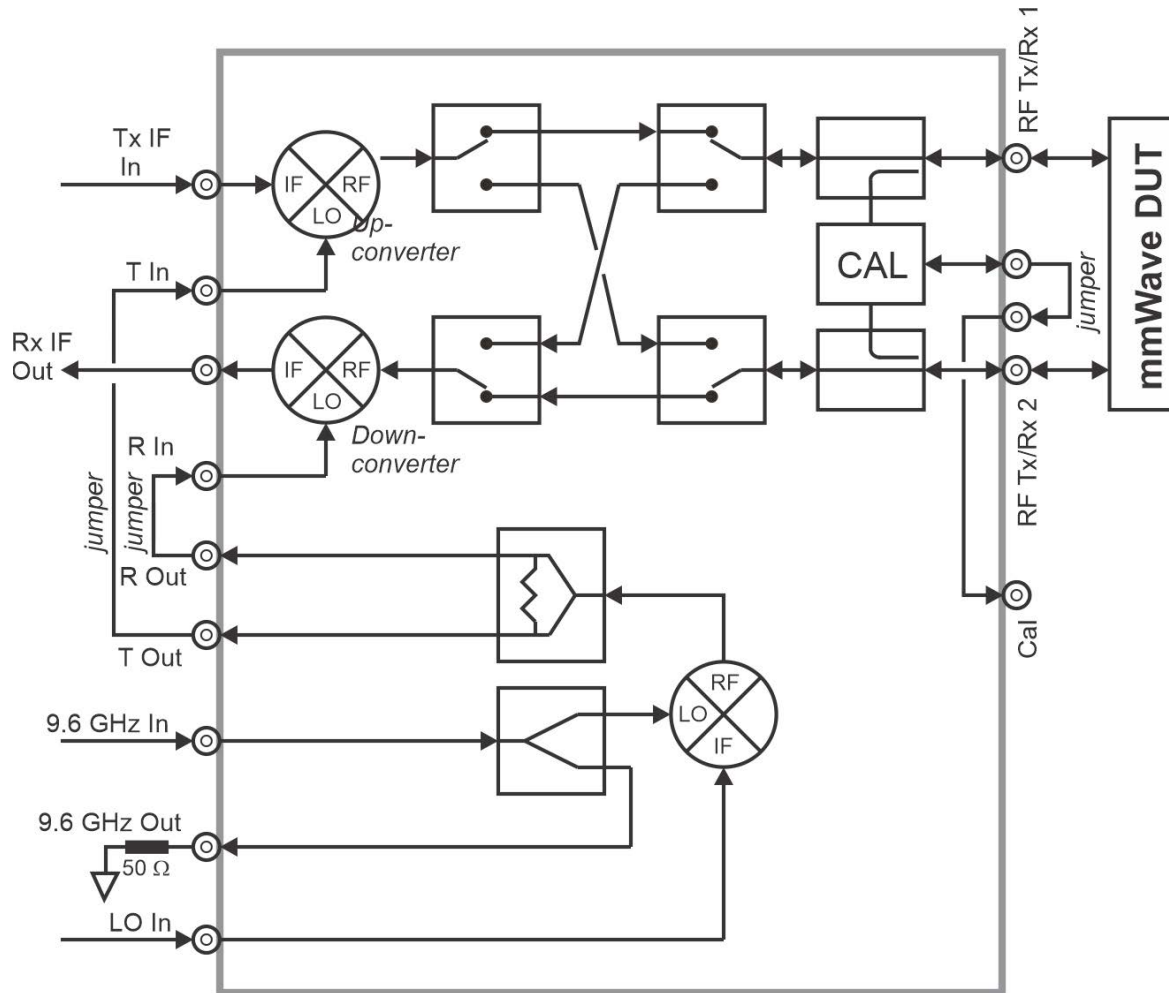 RF Tx/Rx 1
Tx IF
In
IF
RF
LO
Up-
converter
T In
CAL
jumper
mmWave DUT
Rx IF
Out
IF
RF
LO
Down-
converter
R In
RF Tx/Rx 2
jumper
jumper
R Out
T Out
Cal
RF
LO
IF
9.6 GHz In
9.6 GHz Out
50 Ω
LO In